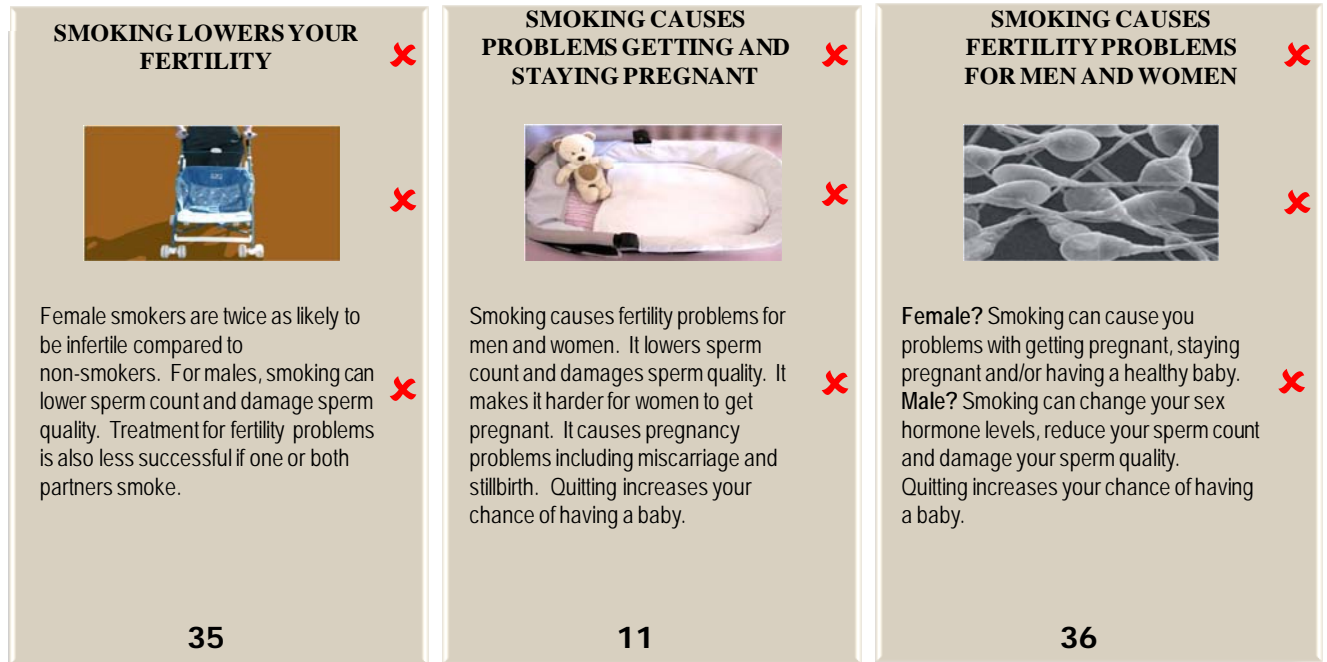 SMOKING LOWERS YOUR
FERTILITY
Female smokers are twice as likely to
be infertile compared to
non-smokers. For males, smoking can
lower sperm count and damage sperm
quality. Treatment for fertility problems
is also less successful if one or both
partners smoke.
35
SMOKING CAUSES
PROBLEMS GETTING AND
STAYING PREGNANT
Smoking causes fertility problems for
men and women. It lowers sperm
count and damages sperm quality. It
makes it harder for women to get
pregnant. It causes pregnancy
problems including miscarriage and
stillbirth. Quitting increases your
chance of having a baby.
11
SMOKING CAUSES
FERTILITY PROBLEMS
FOR MEN AND WOMEN
Female? Smoking can cause you
problems with getting pregnant, staying
pregnant and/or having a healthy baby.
Male? Smoking can change your sex
hormone levels, reduce your sperm count
and damage your sperm quality.
Quitting increases your chance of having
a baby.
36